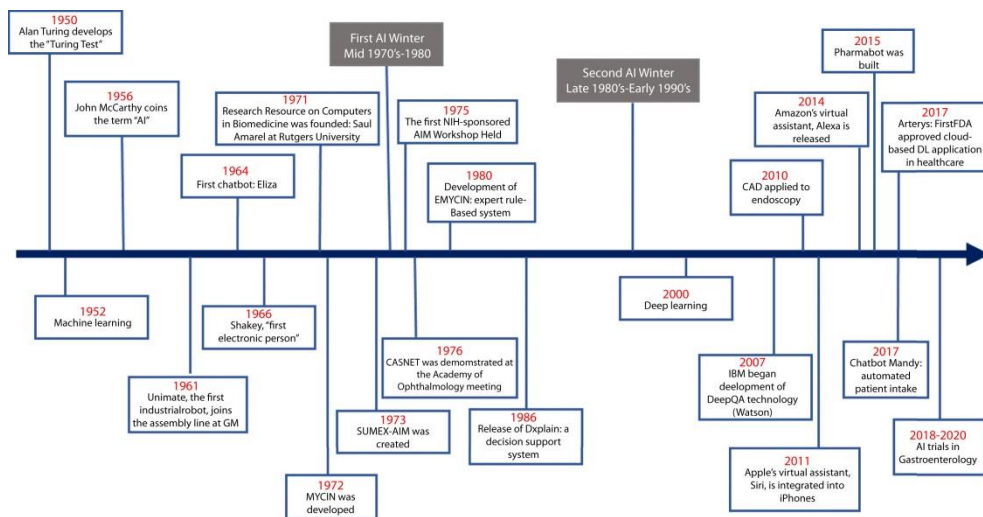 1950
Alan Turing develops
the “Turing Test”
1956
John McCarthy coins
the term “AI”
1964
First chatbot: Eliza
1971
Research Resource on Computers
in Biomedicine was founded: Saul
Amarel at Rutgers University
First AI Winter
Mid 1970’s-1980
1975
The first NIH-sponsored
AIM Workshop Held
1980
Development of
EMYCIN: expert rule-
Based system
Second AI Winter
Late 1980’s-Early 1990’s
2010
CAD applied to
endoscopy
2014
Amazon’s virtual
assistant, Alexa is
released
2015
Pharmabot was
built
2017
Arterys: FirstFDA
approved cloud-
based DL application
in healthcare
1952
Machine learning
1961
Unimate, the first
industrialrobot, joins
the assembly line at GM
1966
Shakey, “first
electronic person”
1972
MYCIN was
developed
1973
SUMEX-AIM was
created
1976
CASNET was demomstrated at
the Academy of
Ophthalmology meeting
1986
Release of Dxplain: a
decision support
system
2000
Deep learning
2007
IBM began deelopment of
DeepQA technology
(Watson)
2011
Apple’s virtual assistant,
Siri, is integrated into
iPhones
2017
Chatbot Mandy:
automated
patient intake
2018-2020
AI trials in
Gastroenterology